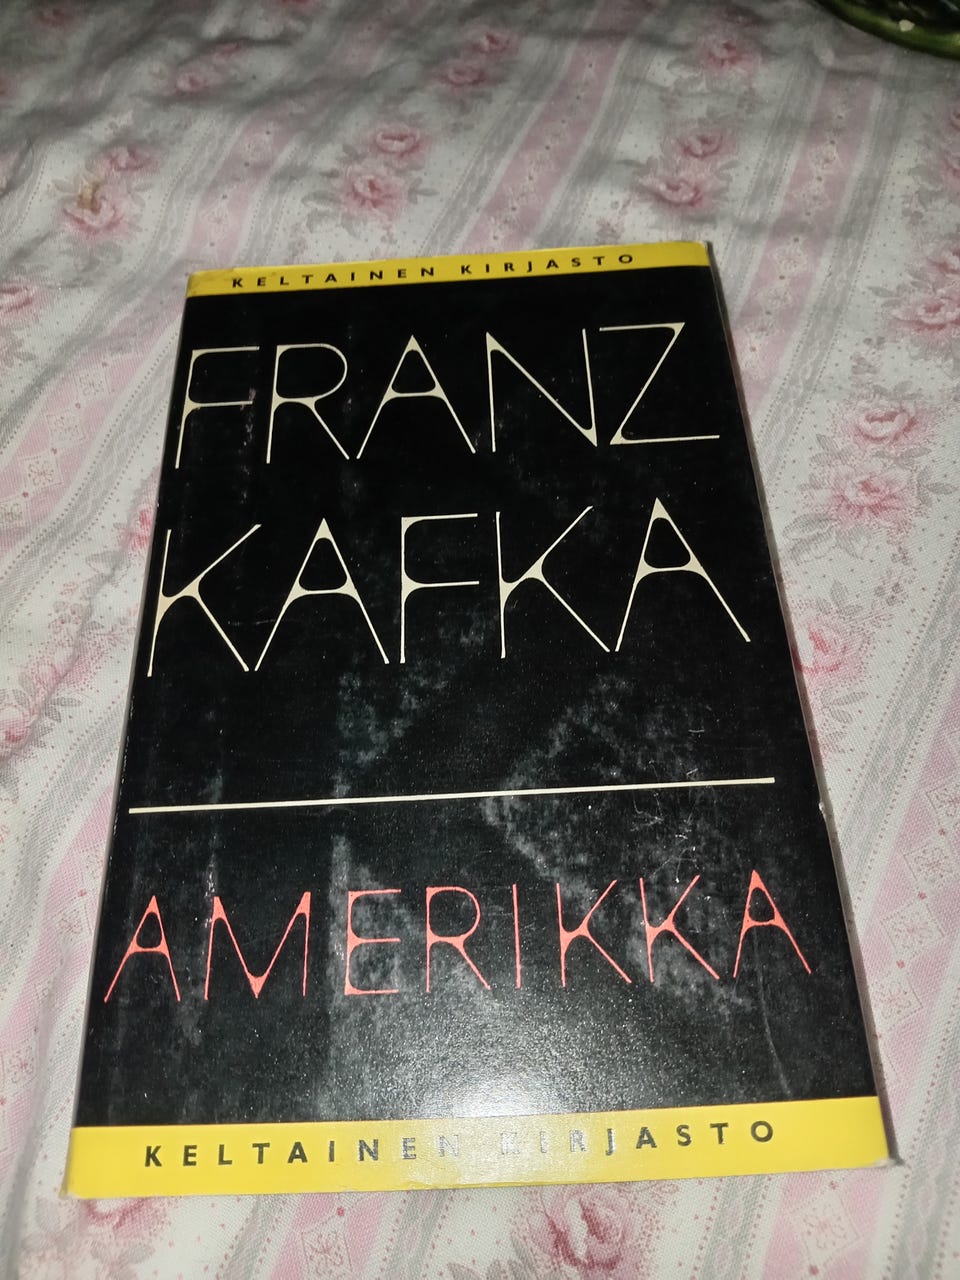 KELTAINEN KIRJASTO
FRANZ
KAFKA
AMERIKKA
KELTAINEN KIRJASTO